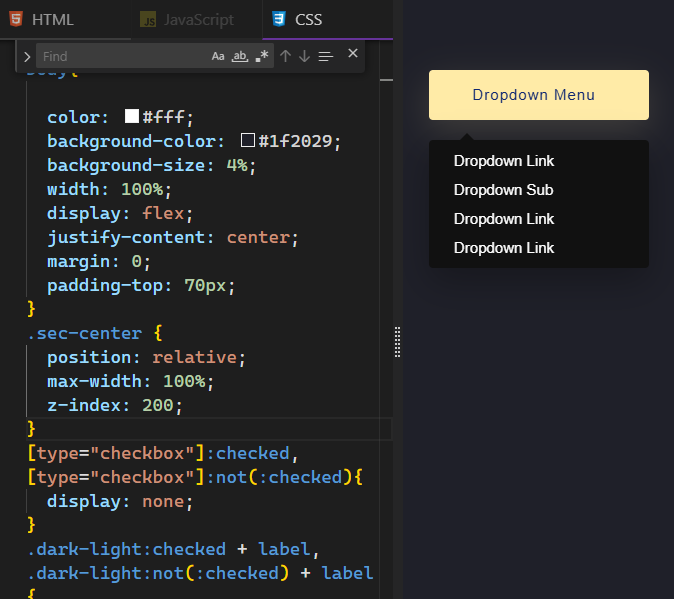 HTML
JavaScript
CSS
Find
Aa
ab
.*
body{
color: #fff;
background-color: #1f2029;
background-size: 4%;
width: 100%;
display: flex;
justify-content: center;
margin: 0;
padding-top: 70px;
}
.sec-center {
position: relative;
max-width: 100%;
z-index: 200;
}
[type="checkbox"]:checked,
[type="checkbox"]:not(:checked){
display: none;
}
.dark-light:checked + label,
.dark-light:not(:checked) + label
{
Dropdown Menu
Dropdown Link
Dropdown Sub
Dropdown Link
Dropdown Link